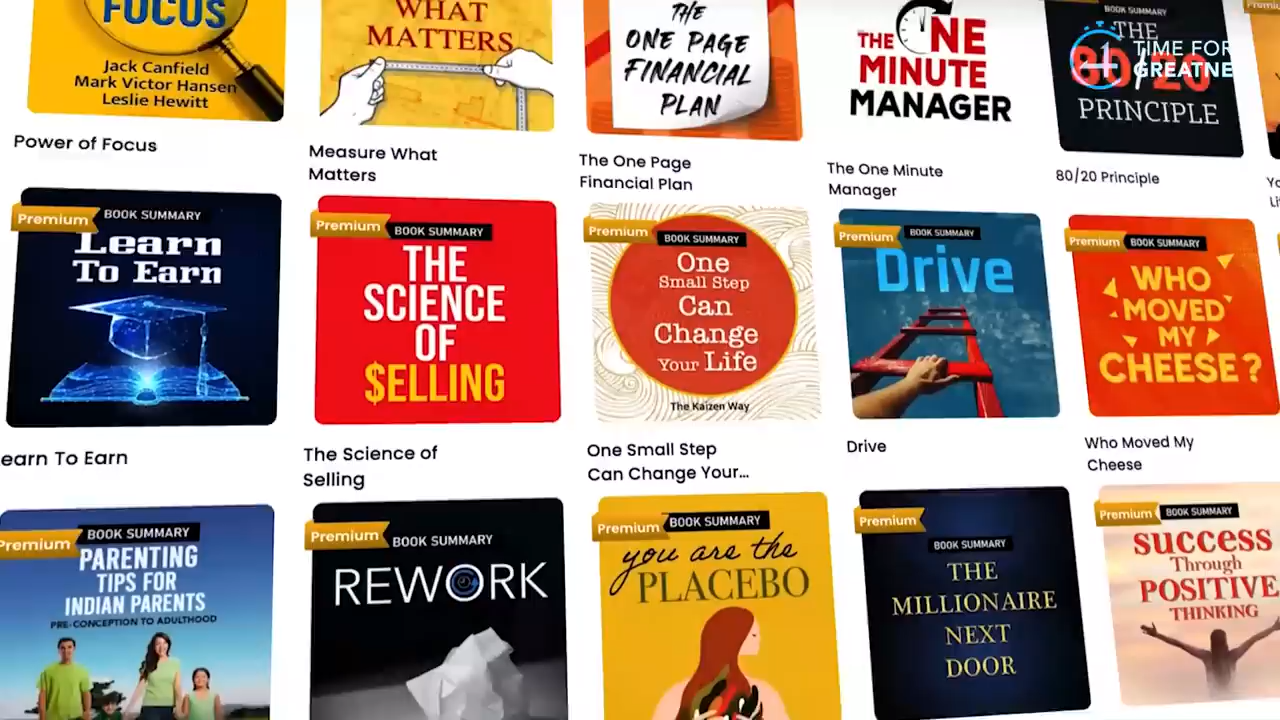 FOCUS
Jack Canfield
Mark Victor Hansen
Leslie Hewitt
Power of Focus
WHAT
MATTERS
Measure What
Matters
THE
ONE PAGE
FINANCIAL
PLAN
The One Page
Financial Plan
THE ONE
MINUTE
MANAGER
The One Minute
Manager
BOOK SUMMARY
THE
80/20
PRINCIPLE
80/20 Principle
TIME FOR
GREATNE
Premium
BOOK SUMMARY
Learn
To Earn
earn To Earn
Premium
BOOK SUMMARY
THE
SCIENCE
OF
$ELLING
The Science of
Selling
Premium
BOOK SUMMARY
One
Small Step
Can
Change
Your Life
The Kaizen Way
One Small Step
Can Change Your...
Premium
BOOK SUMMARY
Drive
Drive
Premium
BOOK SUMMARY
WHO
MOVED
MY
CHEESE?
Who Moved My
Cheese
Premium
BOOK SUMMARY
PARENTING
TIPS FOR
INDIAN PARENTS
PRE-CONCEPTION TO ADULTHOOD
Premium
BOOK SUMMARY
REWORK
Premium
BOOK SUMMARY
you are the
PLACEBO
Premium
BOOK SUMMARY
THE
MILLIONAIRE
NEXT
DOOR
Premium
BOOK SUMMARY
success
Through
POSITIVE
THINKING